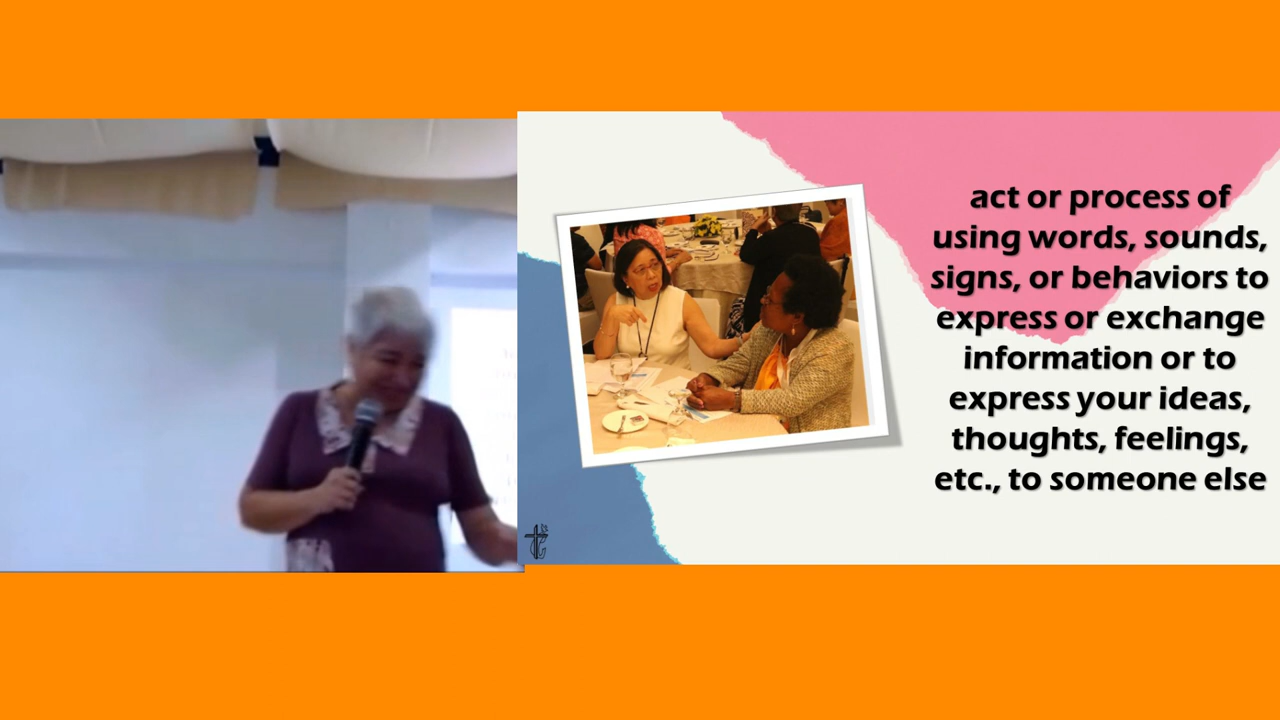 act or process of
using words, sounds,
signs, or behaviors to
express or exchange
information or to
express your ideas,
thoughts, feelings,
etc., to someone else